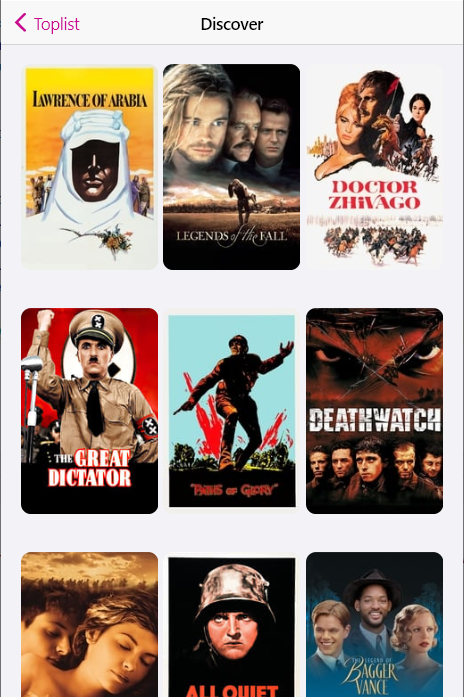 Toplist
Discover
LAWRENCE OF ARABIA
LEGENDS of the FALL
DOCTOR
ZHIVAGO
THE GREAT
DICTATOR
"PATHS OF GLORY"
DEATHWATCH
ALL QUIET
THE LEGEND OF
BAGGER
VANCE